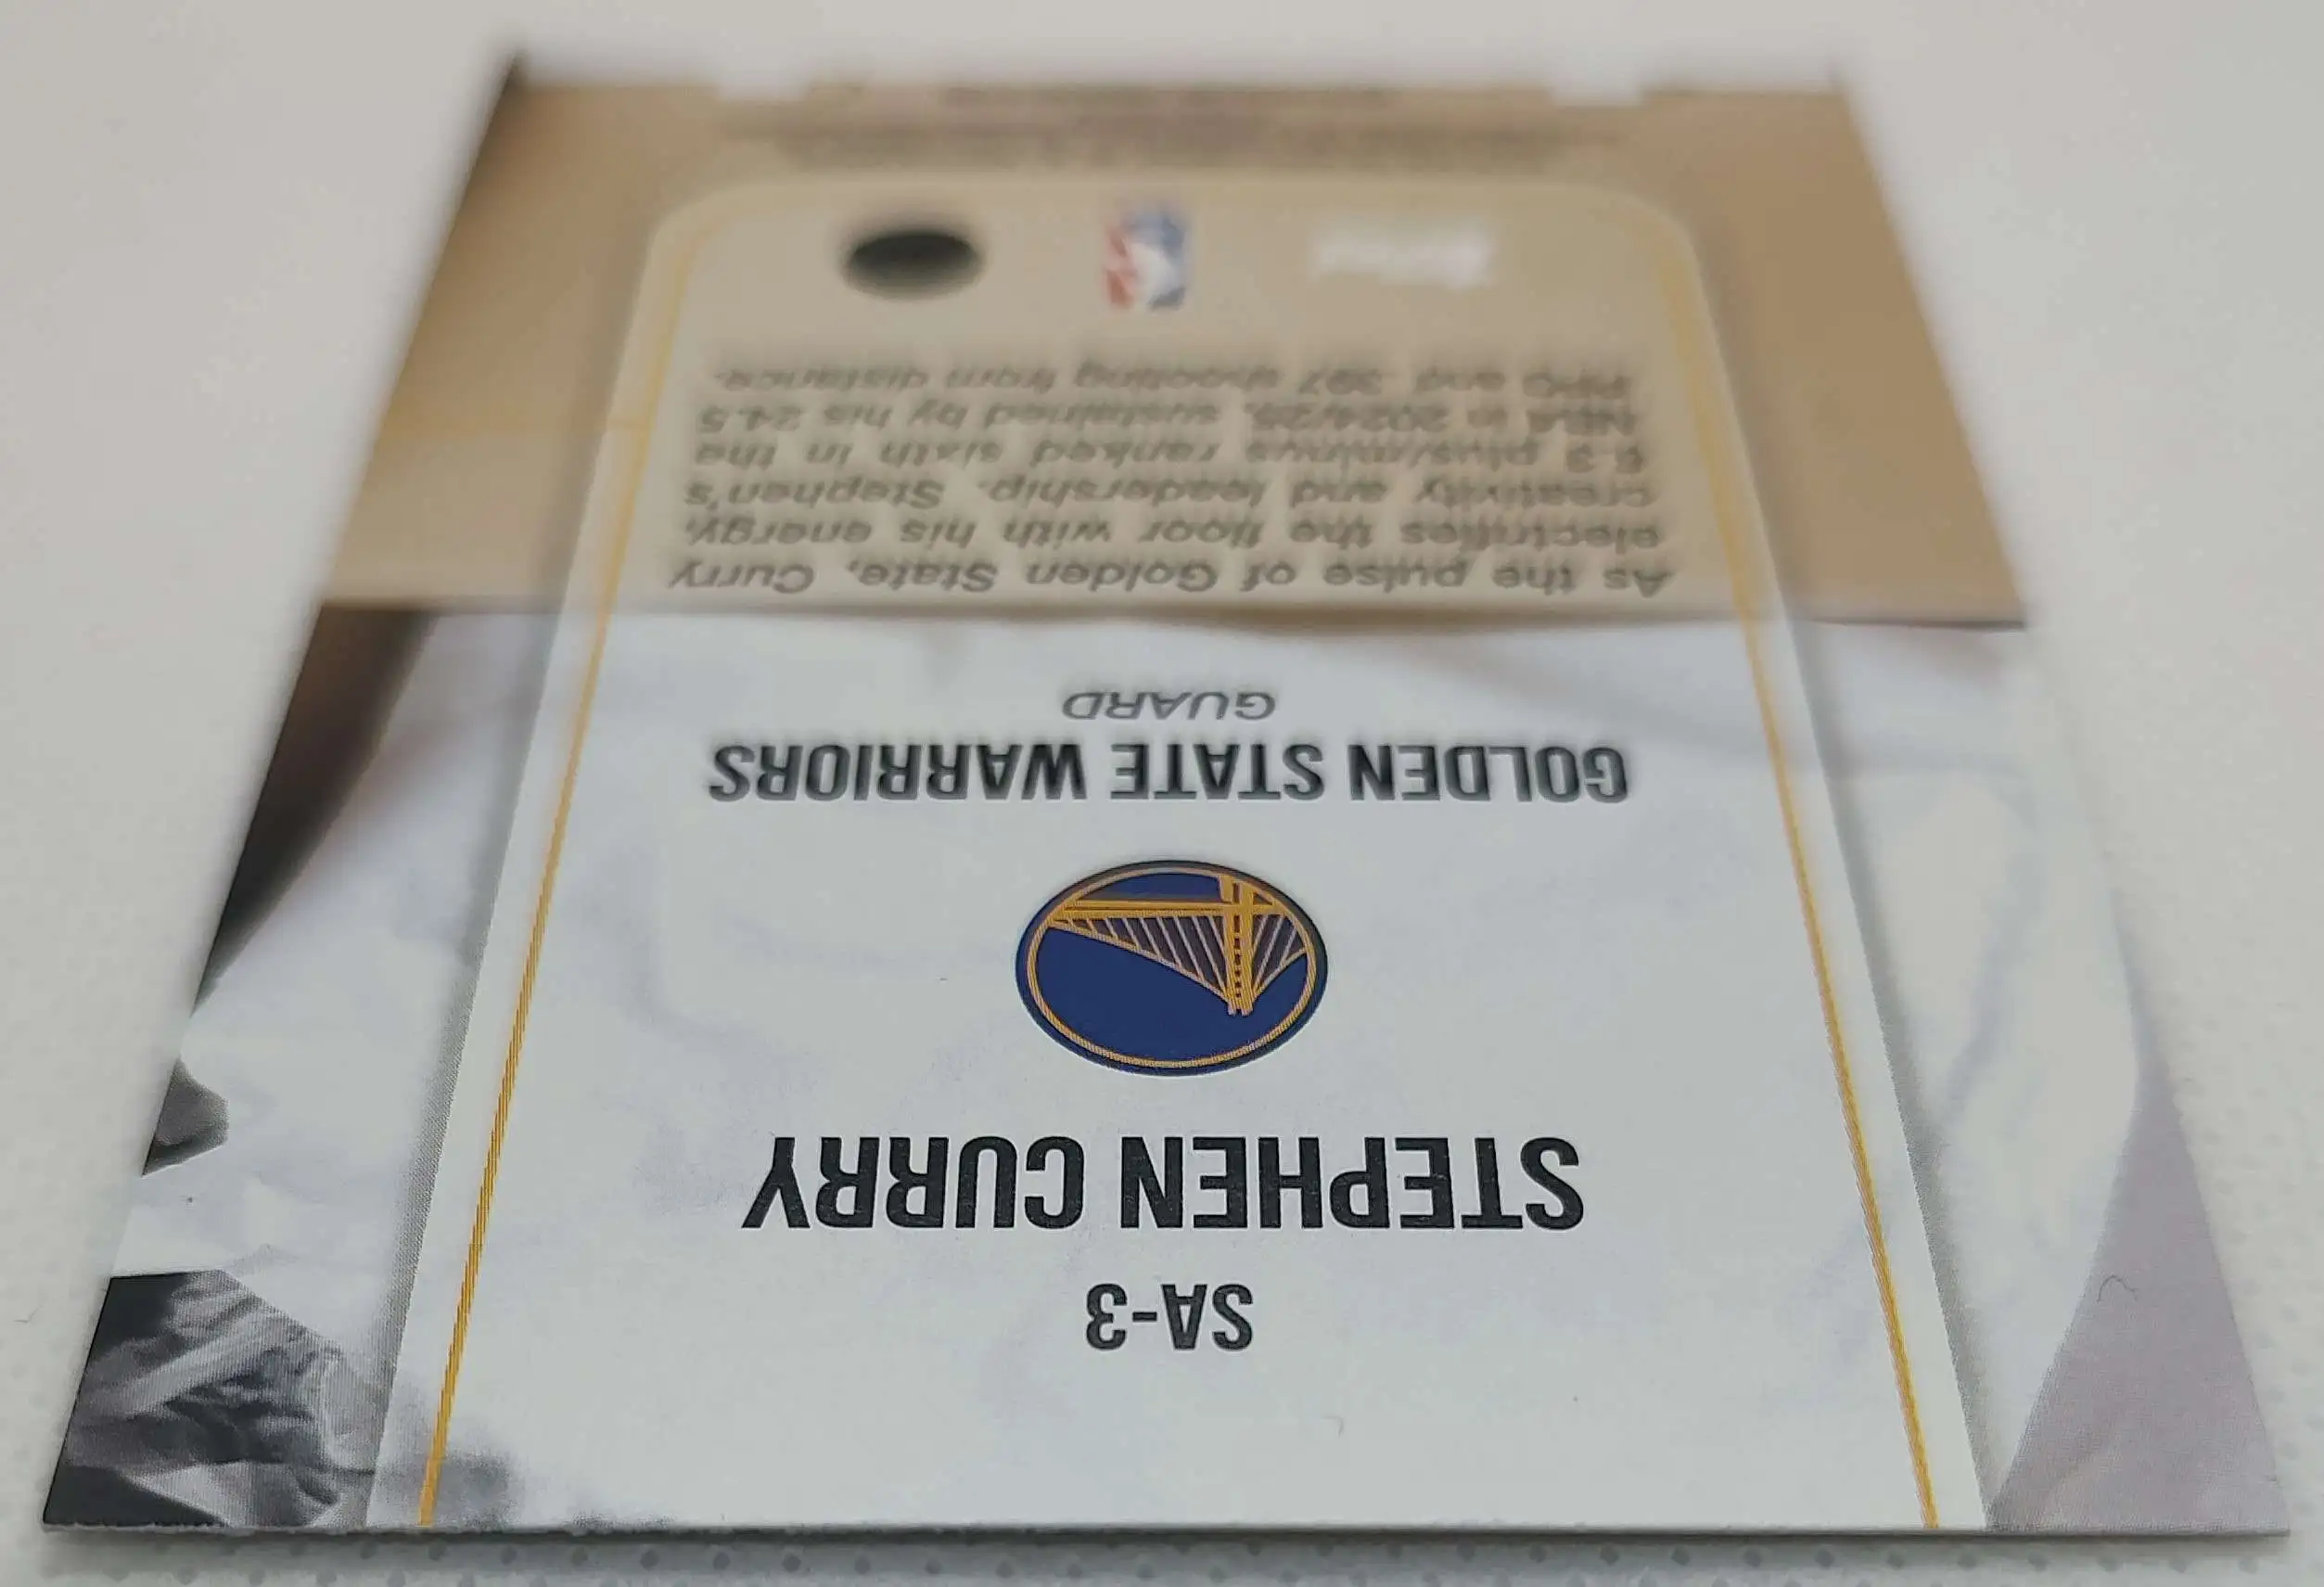 SA-3
STEPHEN CURRY
GOLDEN STATE WARRIORS
GUARD
As the pulse of Golden State, Curry
electrifies the floor with his energy,
creativity and leadership. Stephen's
6.3 plus/minus ranked sixth in the
NBA in 2024/25, sustained by his 24.5
PPG and .397 shooting from distance.